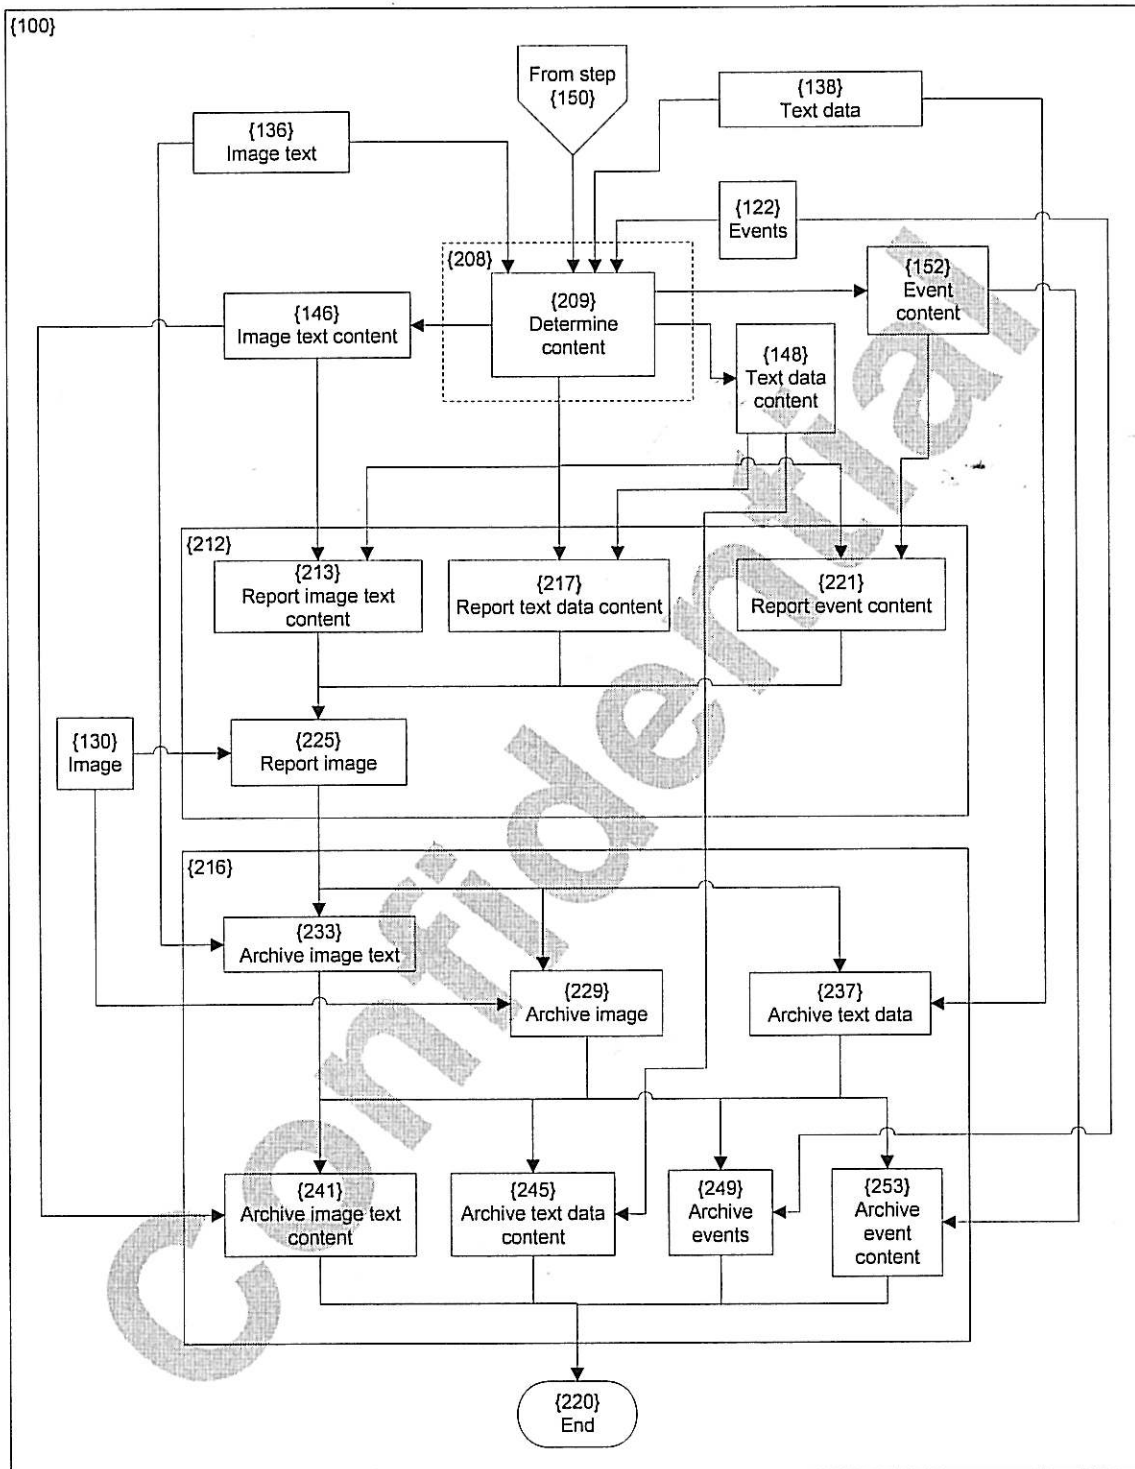 {100}
From step
{150}
{138}
Text data
{136}
Image text
{122}
Events
{208}
{152}
Event
content
{209}
Determine
content
{146}
Image text content
{148}
Text data
content
{212}
{213}
Report image text
content
{217}
Report text data content
{221}
Report event content
{130}
Image
{225}
Report image
{216}
{233}
Archive image text
{229}
Archive image
{237}
Archive text data
{241}
Archive image text
content
{245}
Archive text data
content
{249}
Archive
events
{253}
Archive
event
content
{220}
End
Confidential